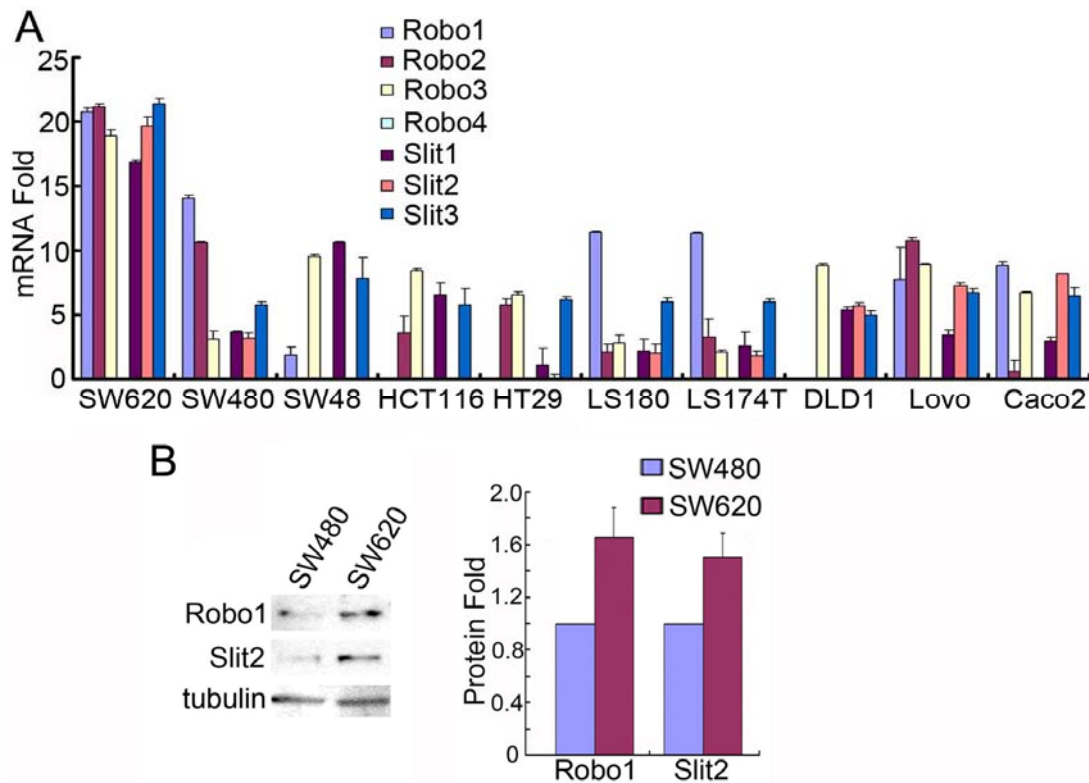 A
Robo1
Robo2
Robo3
Robo4
Slit1
Slit2
Slit3
mRNA Fold
25
20
15
10
5
0
SW620 SW480 SW48 HCT116 HT29 LS180 LS174T DLD1 Lovo Caco2
B
SW480 SW620
Robo1
Slit2
tubulin
SW480
SW620
Protein Fold
2.0
1.6
1.2
0.8
0.4
0
Robo1 Slit2